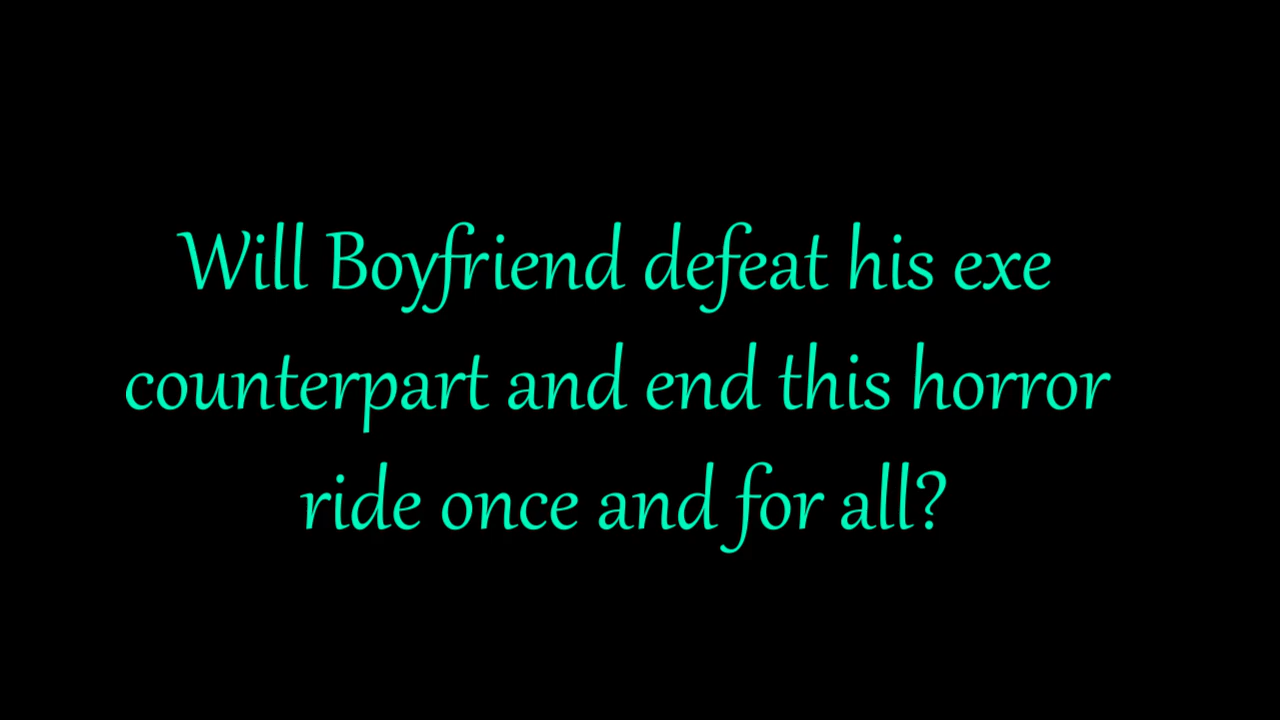 Will Boyfriend defeat his exe
counterpart and end this horror
ride once and for all?